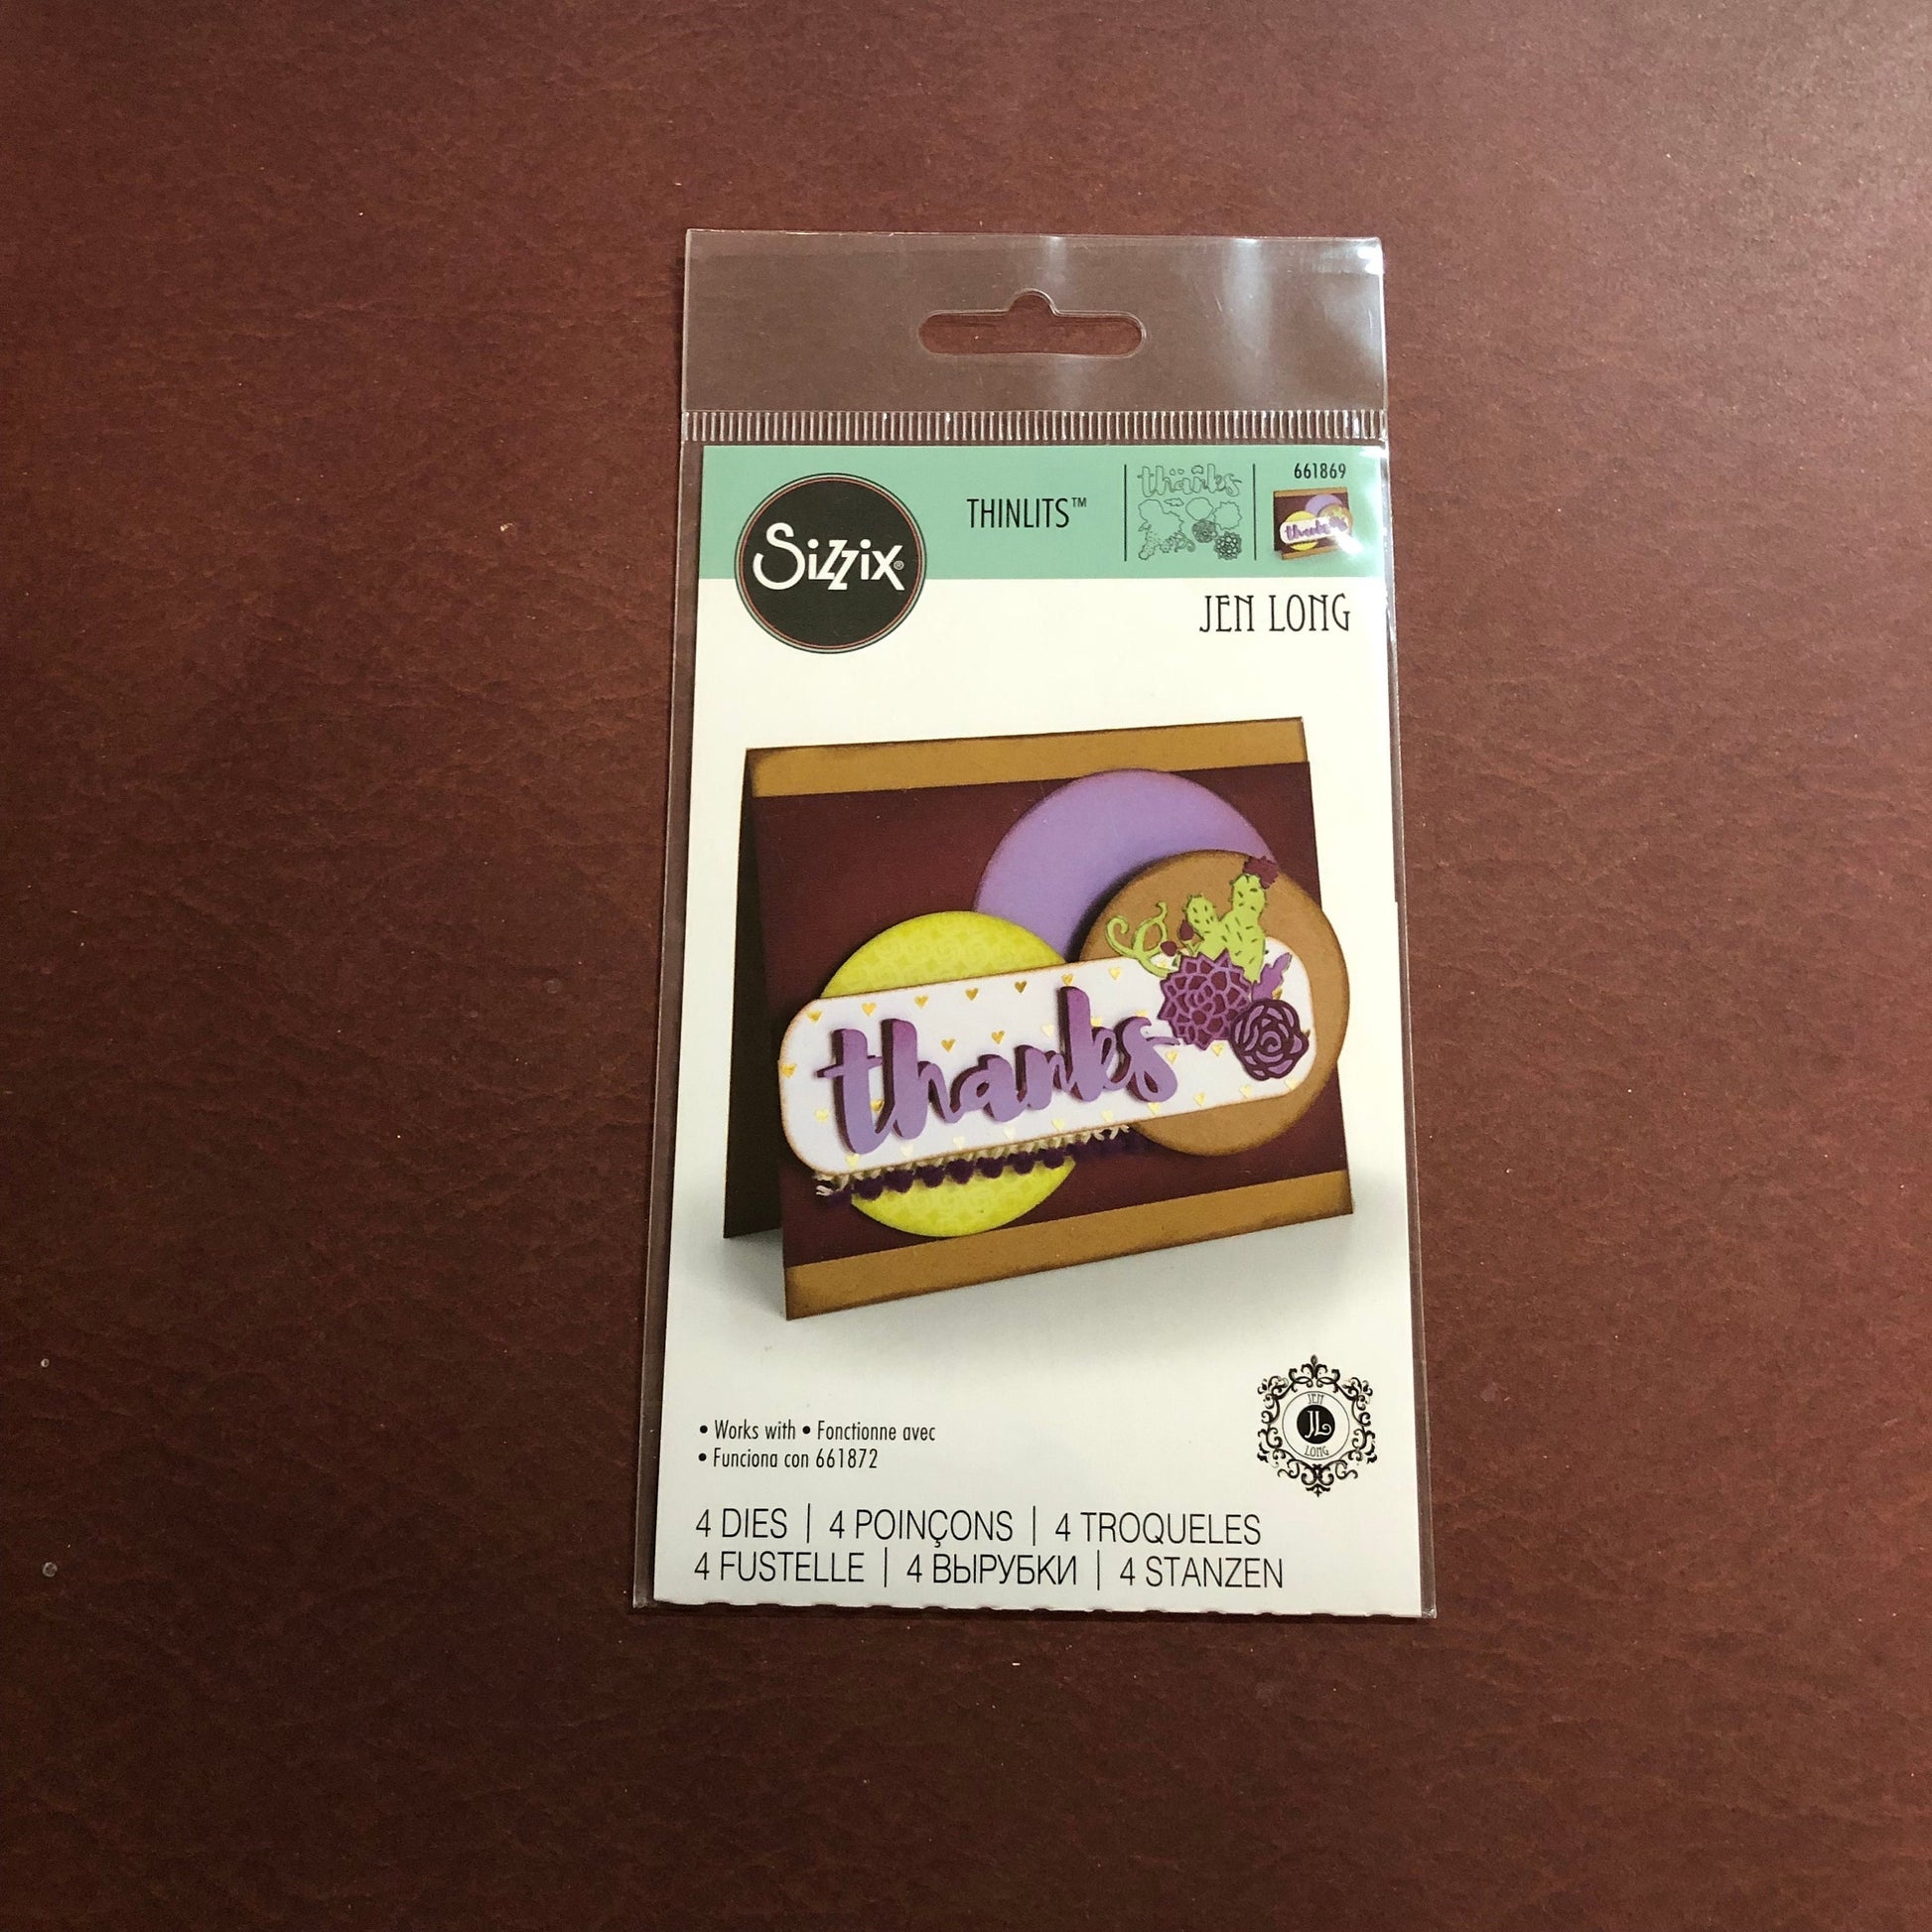 661869
thanks
thanks
Sizzix®
THINLITS™
JEN LONG
thanks
• Works with • Fonctionne avec
• Funciona con 661872
JEN
JL
LONG
4 DIES | 4 POINÇONS | 4 TROQUELES
4 FUSTELLE | 4 ВЫРУБКИ | 4 STANZEN